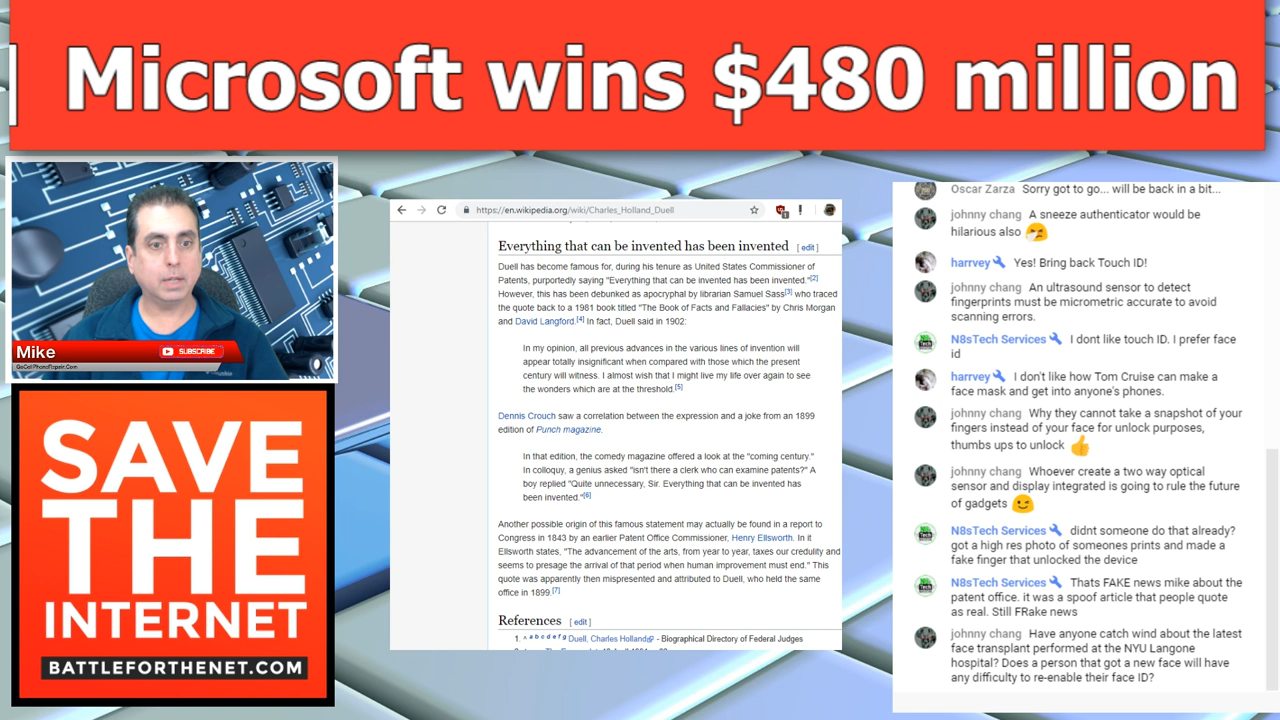 Microsoft wins $480 million
Mike
SUBSCRIBE
GoCellPhoneRepair.Com
SAVE
THE
INTERNET
BATTLEFORTHENET.COM
https://en.wikipedia.org/wiki/Charles_Holland_Duell
Everything that can be invented has been invented [ edit ]
Duell has become famous for, during his tenure as United States Commissioner of
Patents, purportedly saying "Everything that can be invented has been invented."[2]
However, this has been debunked as apocryphal by librarian Samuel Sass[3] who traced
the quote back to a 1981 book titled "The Book of Facts and Fallacies" by Chris Morgan
and David Langford.[4] In fact, Duell said in 1902:
In my opinion, all previous advances in the various lines of invention will
appear totally insignificant when compared with those which the present
century will witness. I almost wish that I might live my life over again to see
the wonders which are at the threshold.[5]
Dennis Crouch saw a correlation between the expression and a joke from an 1899
edition of Punch magazine.
In that edition, the comedy magazine offered a look at the "coming century."
In colloquy, a genius asked "isn't there a clerk who can examine patents?" A
boy replied "Quite unnecessary, Sir. Everything that can be invented has
been invented."[6]
Another possible origin of this famous statement may actually be found in a report to
Congress in 1843 by an earlier Patent Office Commissioner, Henry Ellsworth. In it
Ellsworth states, "The advancement of the arts, from year to year, taxes our credulity and
seems to presage the arrival of that period when human improvement must end." This
quote was apparently then mispresented and attributed to Duell, who held the same
office in 1899.[7]
References [ edit ]
1. ^ a b c d e f g Duell, Charles Holland - Biographical Directory of Federal Judges
Oscar Zarza Sorry got to go... will be back in a bit...
johnny chang A sneeze authenticator would be
hilarious also
harrvey Yes! Bring back Touch ID!
johnny chang An ultrasound sensor to detect
fingerprints must be micrometric accurate to avoid
scanning errors.
N8sTech Services I dont like touch ID. I prefer face
id
harrvey I don't like how Tom Cruise can make a
face mask and get into anyone's phones.
johnny chang Why they cannot take a snapshot of your
fingers instead of your face for unlock purposes,
thumbs ups to unlock 👍
johnny chang Whoever create a two way optical
sensor and display integrated is going to rule the future
of gadgets 😉
N8sTech Services didnt someone do that already?
got a high res photo of someones prints and made a
fake finger that unlocked the device
N8sTech Services Thats FAKE news mike about the
patent office. it was a spoof article that people quote
as real. Still FRake news
johnny chang Have anyone catch wind about the latest
face transplant performed at the NYU Langone
hospital? Does a person that got a new face will have
any difficulty to re-enable their face ID?